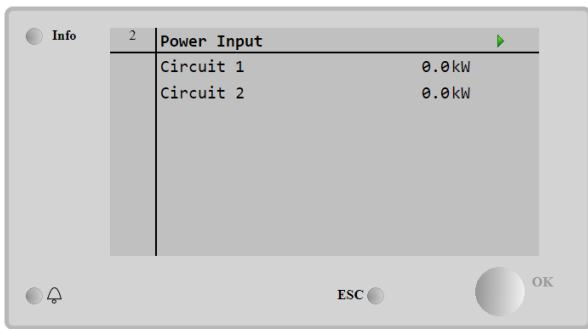 Info
2 Power Input
Circuit 1 0.0kW
Circuit 2 0.0kW
ESC
OK